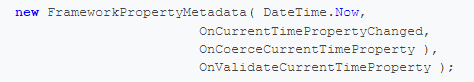 new FrameworkPropertyMetadata( DateTime.Now,
OnCurrentTimePropertyChanged,
OnCoerceCurrentTimeProperty ),
OnValidateCurrentTimeProperty );